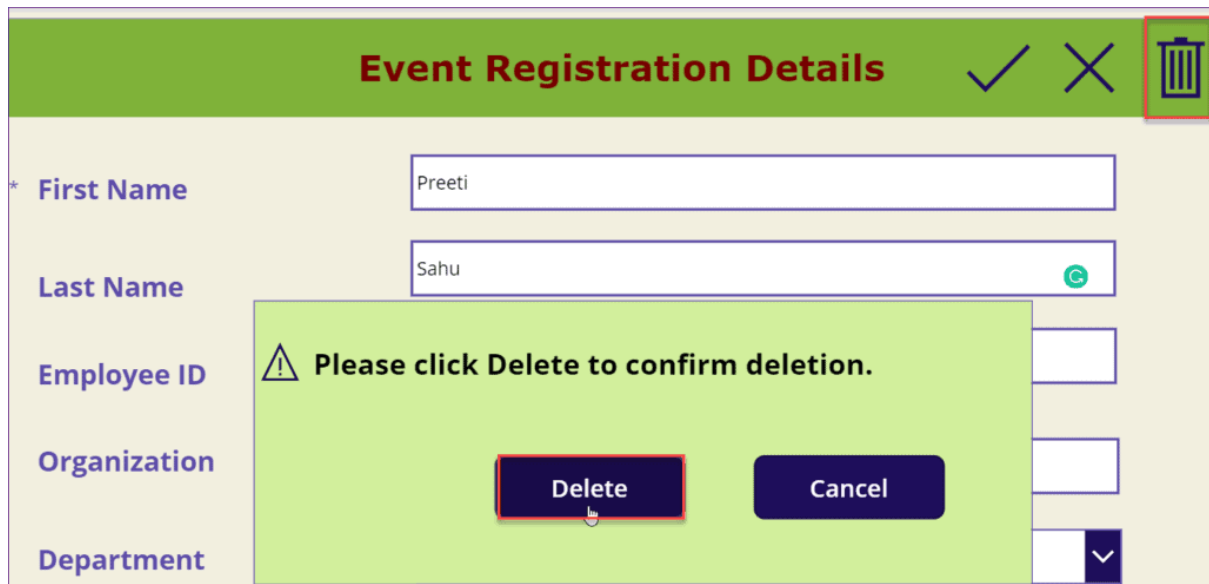 Event Registration Details
* First Name
Preeti
Last Name
Sahu
Employee ID
Please click Delete to confirm deletion.
Organization
Delete
Cancel
Department